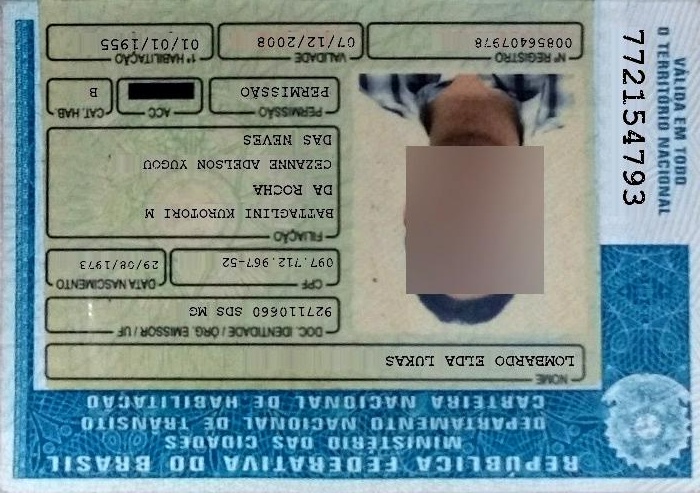 REPÚBLICA FEDERATIVA DO BRASIL
MINISTÉRIO DAS CIDADES
DEPARTAMENTO NACIONAL DE TRÂNSITO
CARTEIRA NACIONAL DE HABILITAÇÃO
NOME
LOMBARDO ELDA LUKAS
DOC. IDENTIDADE / ÓRG. EMISSOR / UF
927110660 SDS MG
CPF
097.712.967-52
DATA NASCIMENTO
29/08/1973
FILIAÇÃO
BATTAGLINI KUROTORI M
DA ROCHA
CEZANNE ADELSON YUGOU
DAS NEVES
PERMISSÃO
PERMISSÃO
ACC
CAT. HAB
B
Nº REGISTRO
00856407978
VALIDADE
07/12/2008
1ª HABILITAÇÃO
01/01/1955
VÁLIDA EM TODO
O TERRITÓRIO NACIONAL
772154793